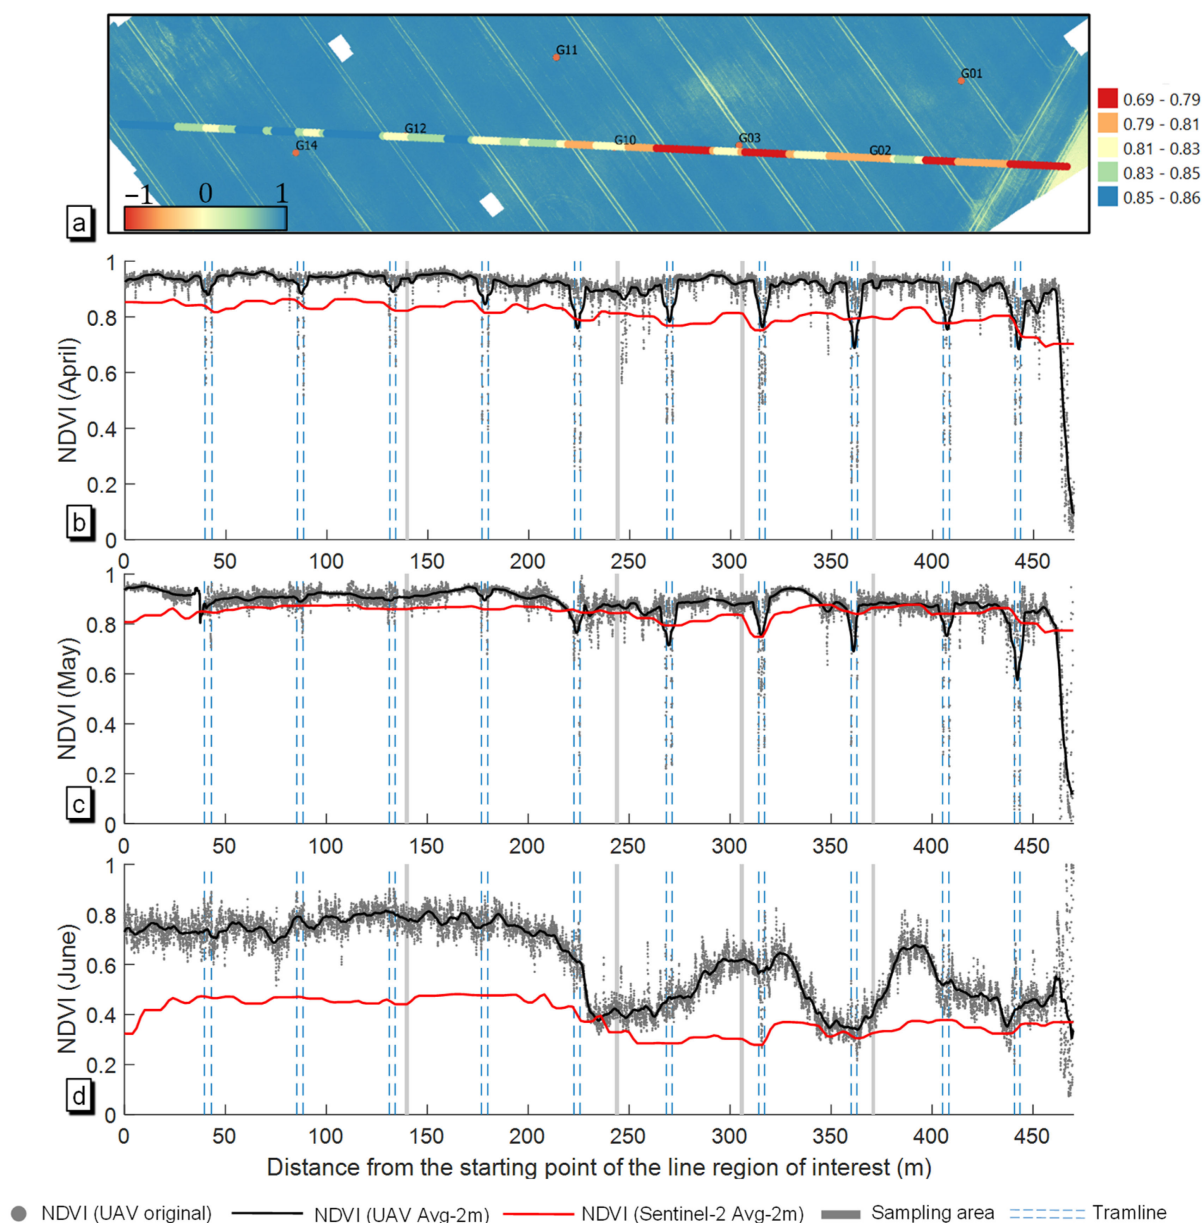 G11
G01
G12
G14
G10
G03
G02
−1 0 1
0.69 - 0.79
0.79 - 0.81
0.81 - 0.83
0.83 - 0.85
0.85 - 0.86
a
NDVI (April)
1
0.8
0.6
0.4
0.2
0
b
0 50 100 150 200 250 300 350 400 450
NDVI (May)
1
0.8
0.6
0.4
0.2
0
c
0 50 100 150 200 250 300 350 400 450
NDVI (June)
1
0.8
0.6
0.4
0.2
0
d
0 50 100 150 200 250 300 350 400 450
Distance from the starting point of the line region of interest (m)
NDVI (UAV original) NDVI (UAV Avg-2m) NDVI (Sentinel-2 Avg-2m) Sampling area Tramline